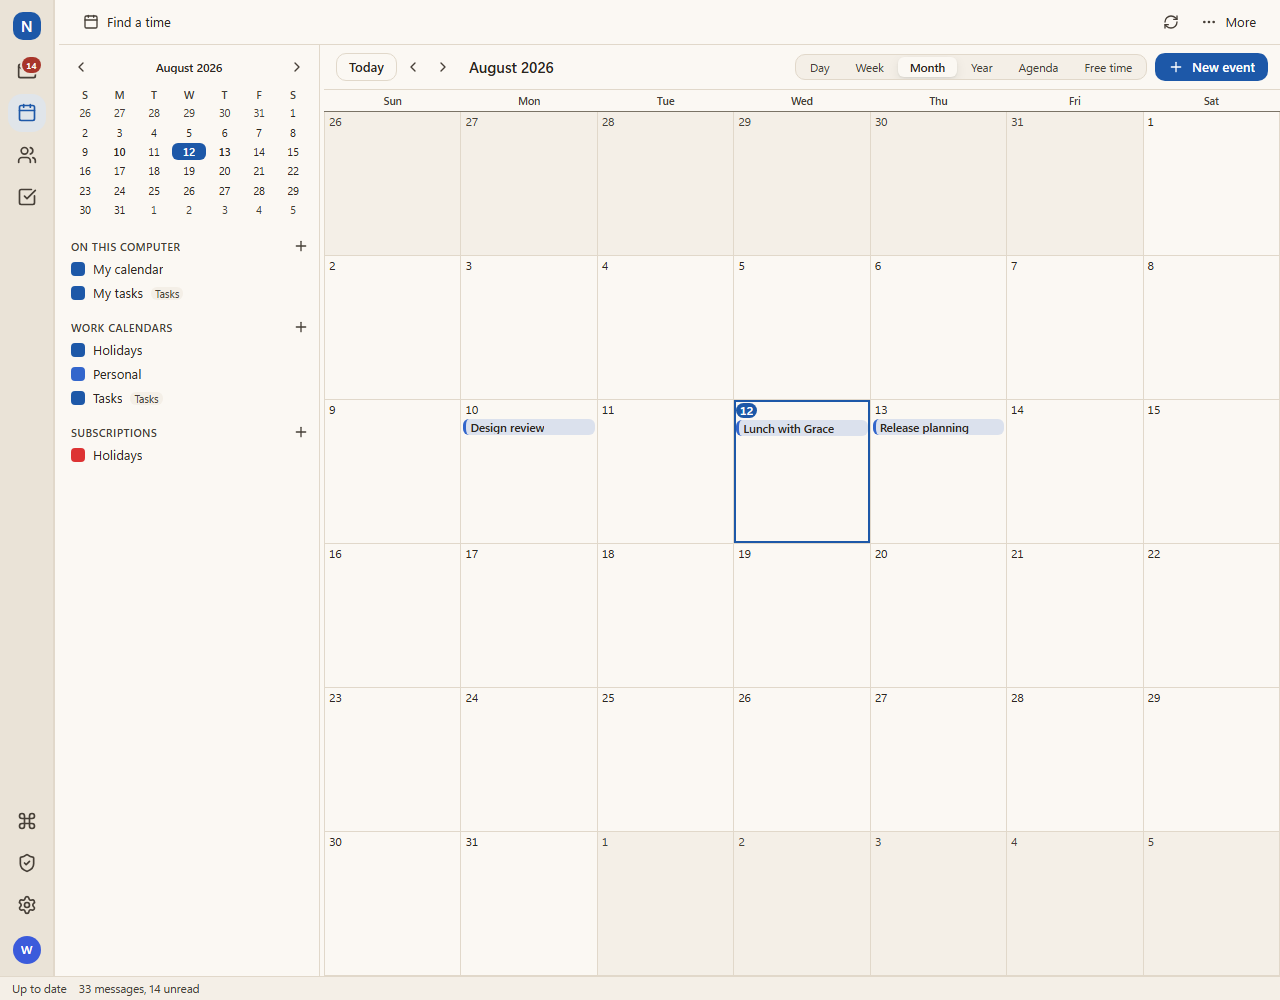 N
Find a time
More
14
August 2026
S M T W T F S
26 27 28 29 30 31 1
2 3 4 5 6 7 8
9 10 11 12 13 14 15
16 17 18 19 20 21 22
23 24 25 26 27 28 29
30 31 1 2 3 4 5
ON THIS COMPUTER
My calendar
My tasks Tasks
WORK CALENDARS
Holidays
Personal
Tasks Tasks
SUBSCRIPTIONS
Holidays
Today August 2026
Day Week Month Year Agenda Free time
New event
Sun Mon Tue Wed Thu Fri Sat
26 27 28 29 30 31 1
2 3 4 5 6 7 8
9 10 11 12 13 14 15
Design review Lunch with Grace Release planning
16 17 18 19 20 21 22
23 24 25 26 27 28 29
30 31 1 2 3 4 5
W
Up to date 33 messages, 14 unread